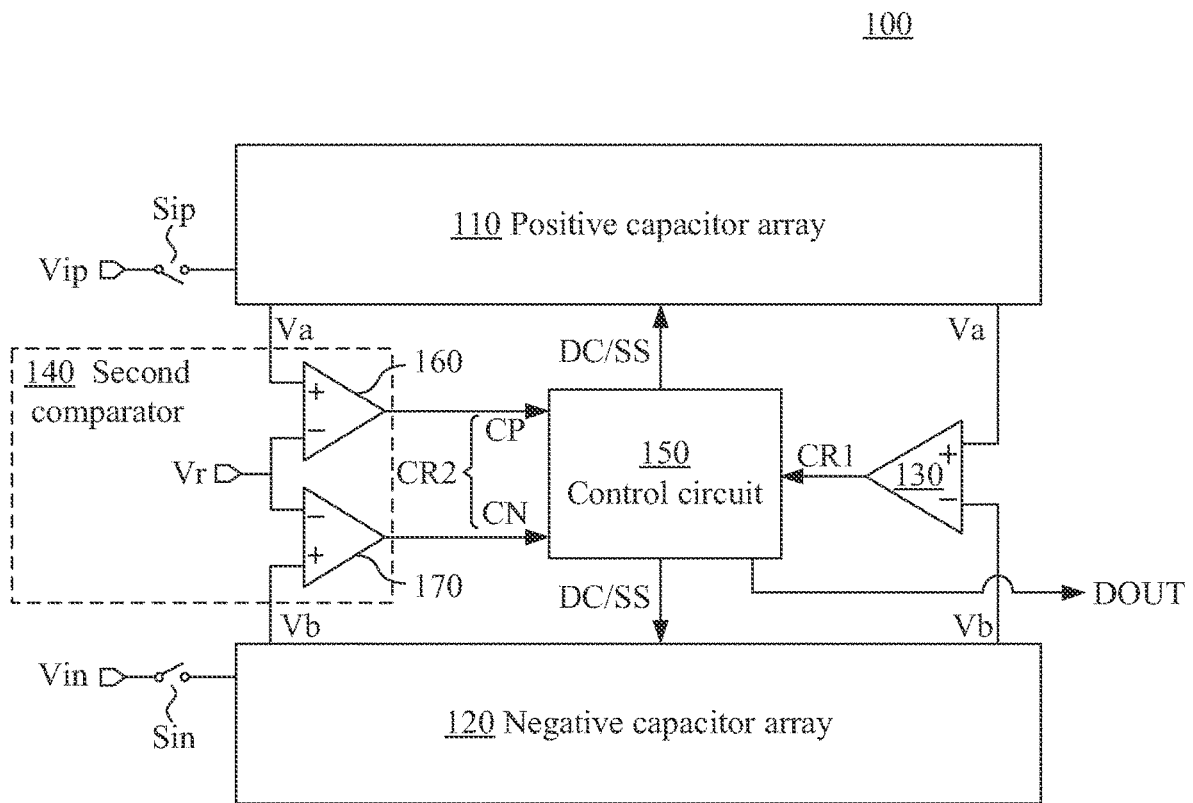 100
110 Positive capacitor array
Sip
Vip
Va
Va
DC/SS
140 Second
comparator
160
+
−
CP
Vr
CR2
150
Control circuit
CR1
130
+
−
CN
−
+
170
DC/SS
DOUT
Vb
Vb
Vin
Sin
120 Negative capacitor array